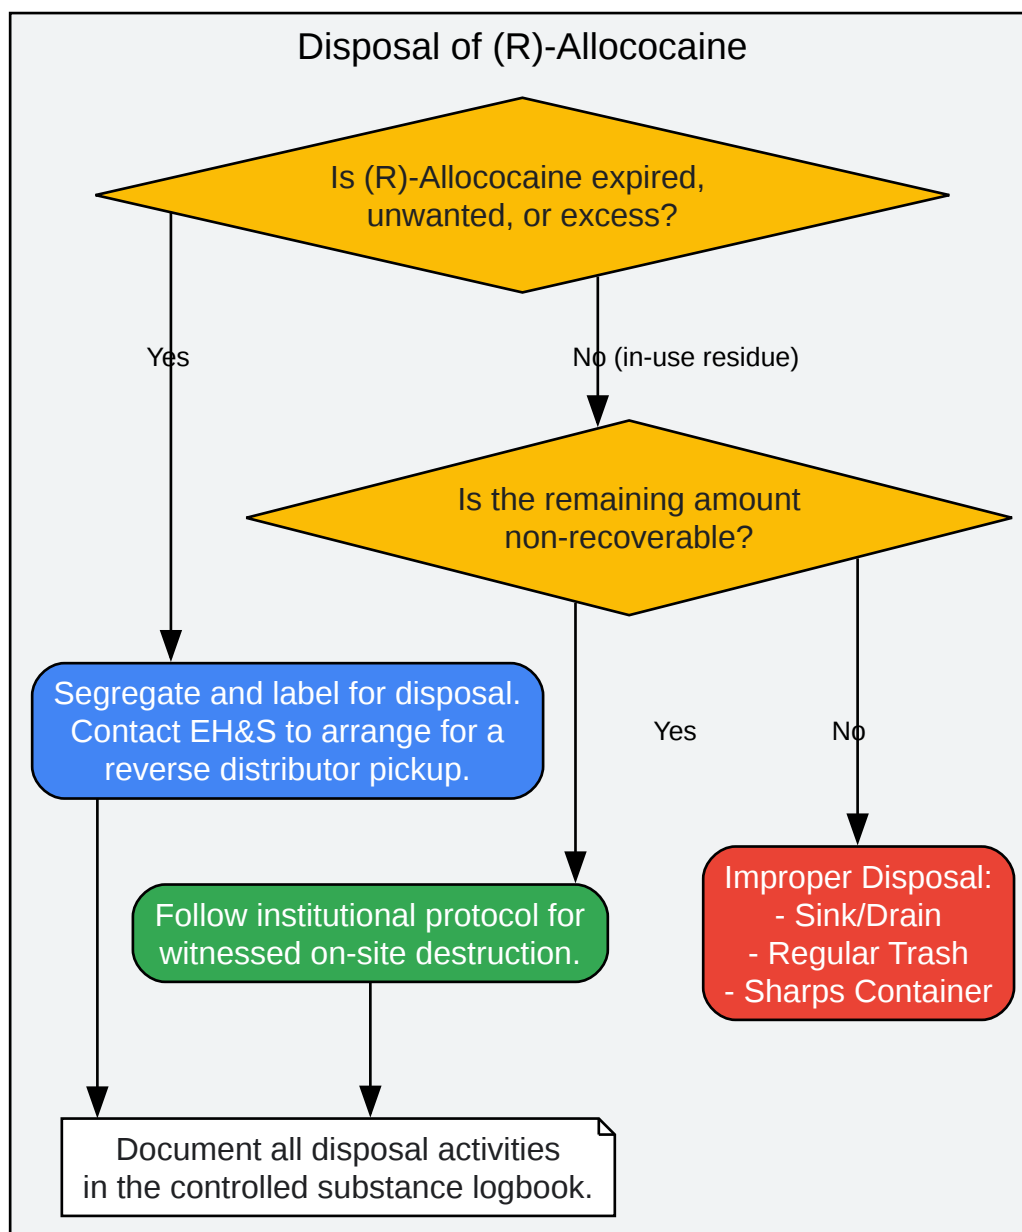 Disposal of (R)-Allococaine
Is (R)-Allococaine expired,
unwanted, or excess?
Yes
No (in-use residue)
Is the remaining amount
non-recoverable?
Segregate and label for disposal.
Contact EH&S to arrange for a
reverse distributor pickup.
Yes
No
Follow institutional protocol for
witnessed on-site destruction.
Improper Disposal:
- Sink/Drain
- Regular Trash
- Sharps Container
Document all disposal activities
in the controlled substance logbook.